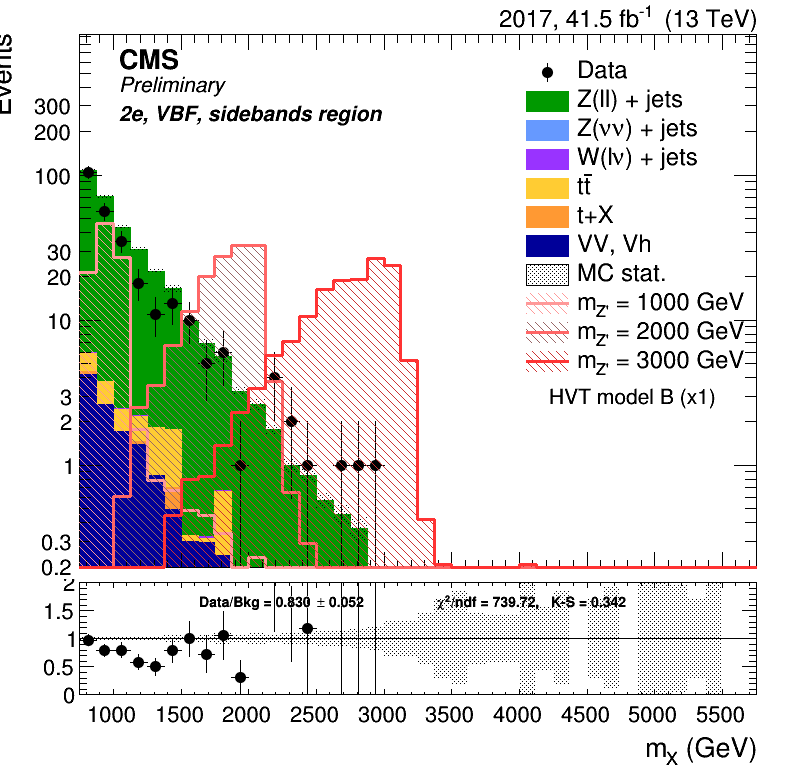 2017, 41.5 fb⁻¹ (13 TeV)
Events
CMS
Preliminary
2e, VBF, sidebands region
Data
Z(ll) + jets
Z(νν) + jets
W(lν) + jets
tt̄
t+X
VV, Vh
MC stat.
m_Z' = 1000 GeV
m_Z' = 2000 GeV
m_Z' = 3000 GeV
HVT model B (x1)
300
200
100
30
20
10
3
2
1
0.3
0.2
Data/Bkg = 0.830 ± 0.052
χ²/ndf = 739.72, K-S = 0.342
2
1.5
1
0.5
0
1000 1500 2000 2500 3000 3500 4000 4500 5000 5500
m_X (GeV)